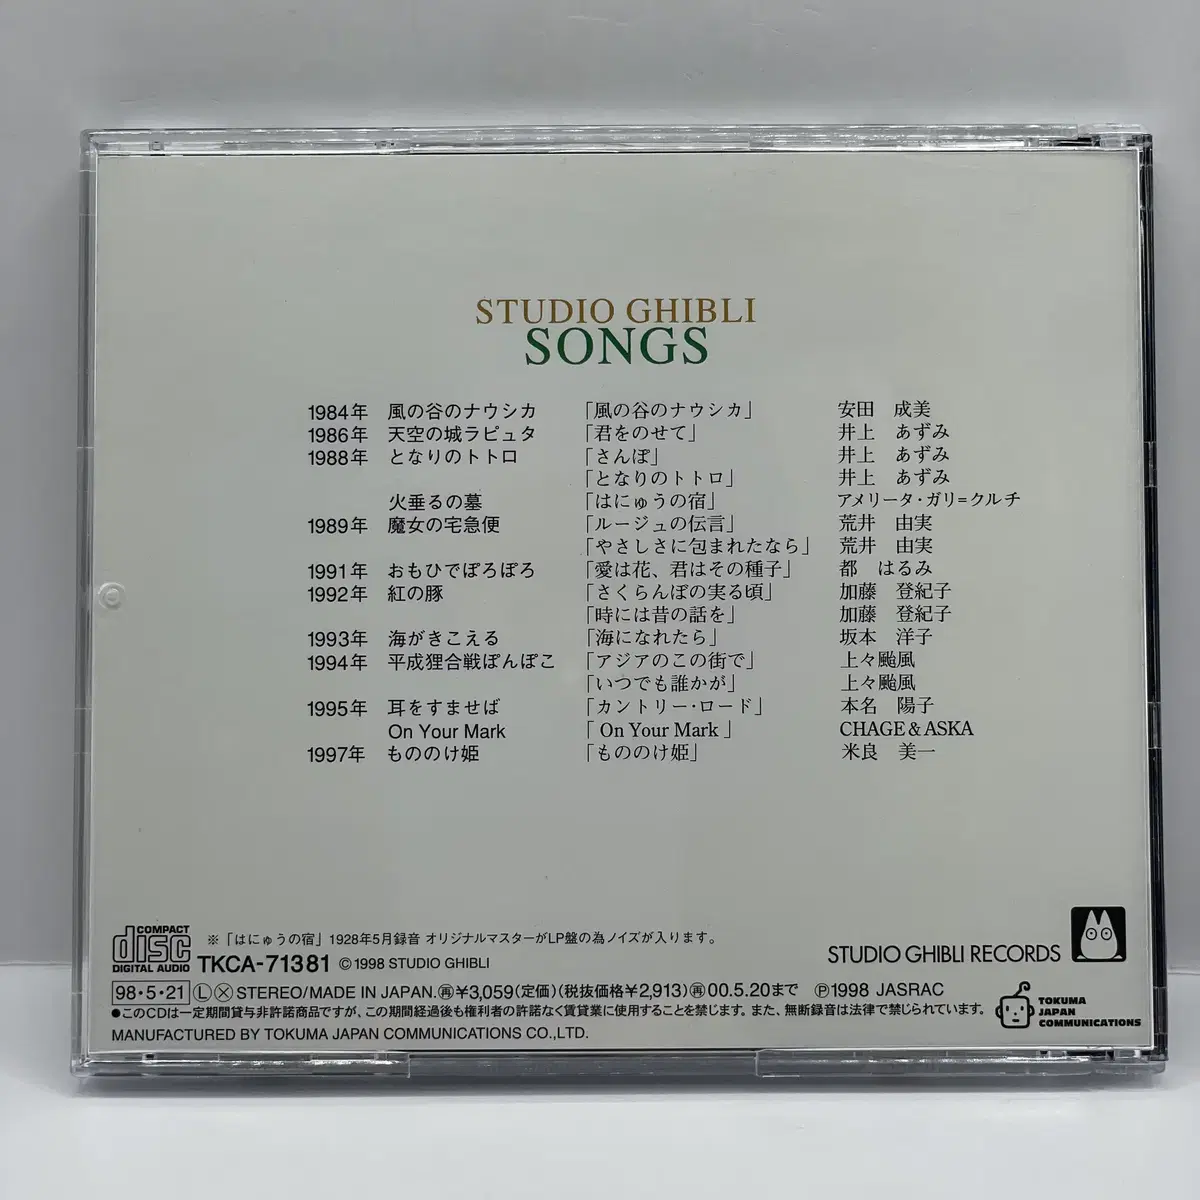 STUDIO GHIBLI
SONGS
1984年 風の谷のナウシカ 「風の谷のナウシカ」 安田 成美
1986年 天空の城ラピュタ 「君をのせて」 井上 あずみ
1988年 となりのトトロ 「さんぽ」 井上 あずみ
「となりのトトロ」 井上 あずみ
火垂るの墓 「はにゅうの宿」 アメリータ・ガリ=クルチ
1989年 魔女の宅急便 「ルージュの伝言」 荒井 由実
「やさしさに包まれたなら」 荒井 由実
1991年 おもひでぽろぽろ 「愛は花、君はその種子」 都 はるみ
1992年 紅の豚 「さくらんぼの実る頃」 加藤 登紀子
「時には昔の話を」 加藤 登紀子
1993年 海がきこえる 「海になれたら」 坂本 洋子
1994年 平成狸合戦ぽんぽこ 「アジアのこの街で」 上々颱風
「いつでも誰かが」 上々颱風
1995年 耳をすませば 「カントリー・ロード」 本名 陽子
On Your Mark 「On Your Mark」 CHAGE&ASKA
1997年 もののけ姫 「もののけ姫」 米良 美一
COMPACT
disc
DIGITAL AUDIO
※「はにゅうの宿」1928年5月録音 オリジナルマスターがLP盤の為ノイズが入ります。
TKCA-71381 ©1998 STUDIO GHIBLI
STUDIO GHIBLI RECORDS
98・5・21 Ⓛ Ⓧ STEREO/MADE IN JAPAN. ㊢¥3,059(定価)(税抜価格¥2,913)㊢00.5.20まで Ⓟ1998 JASRAC
●このCDは一定期間貸与非許諾商品ですが、この期間経過後も権利者の許諾なく賃貸業に使用することを禁じます。また、無断録音は法律で禁じられています。
MANUFACTURED BY TOKUMA JAPAN COMMUNICATIONS CO.,LTD.
TOKUMA
JAPAN
COMMUNICATIONS